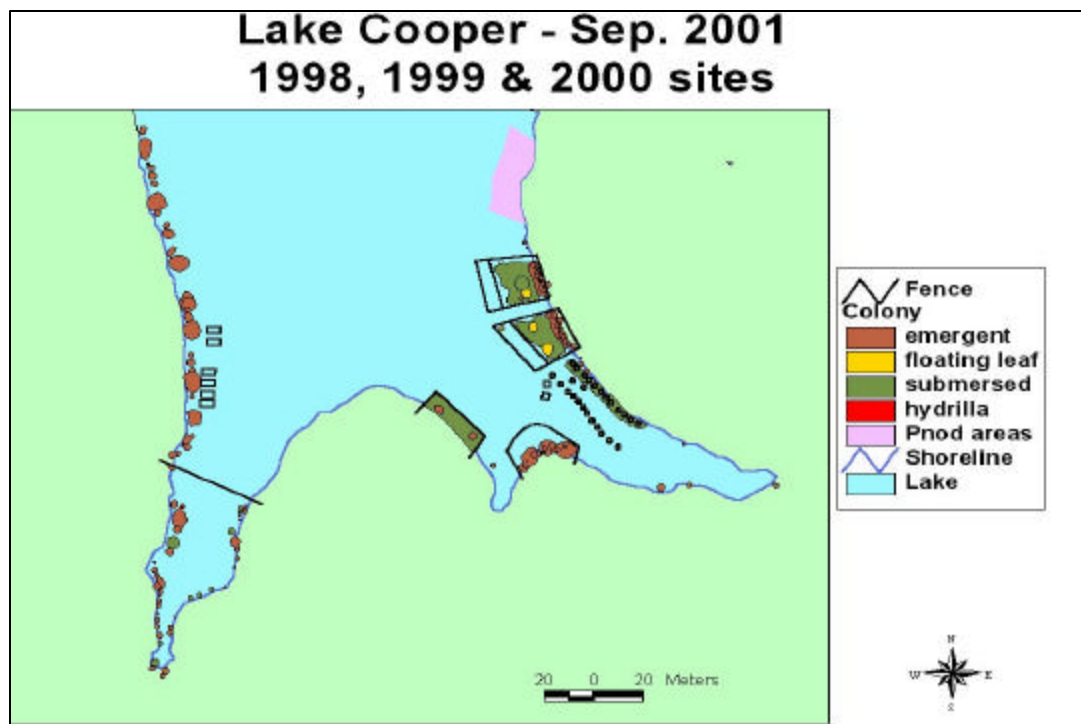 Lake Cooper - Sep. 2001
1998, 1999 & 2000 sites
Fence
Colony
emergent
floating leaf
submersed
hydrilla
Pnod areas
Shoreline
Lake
20 0 20 Meters
N
W E
S